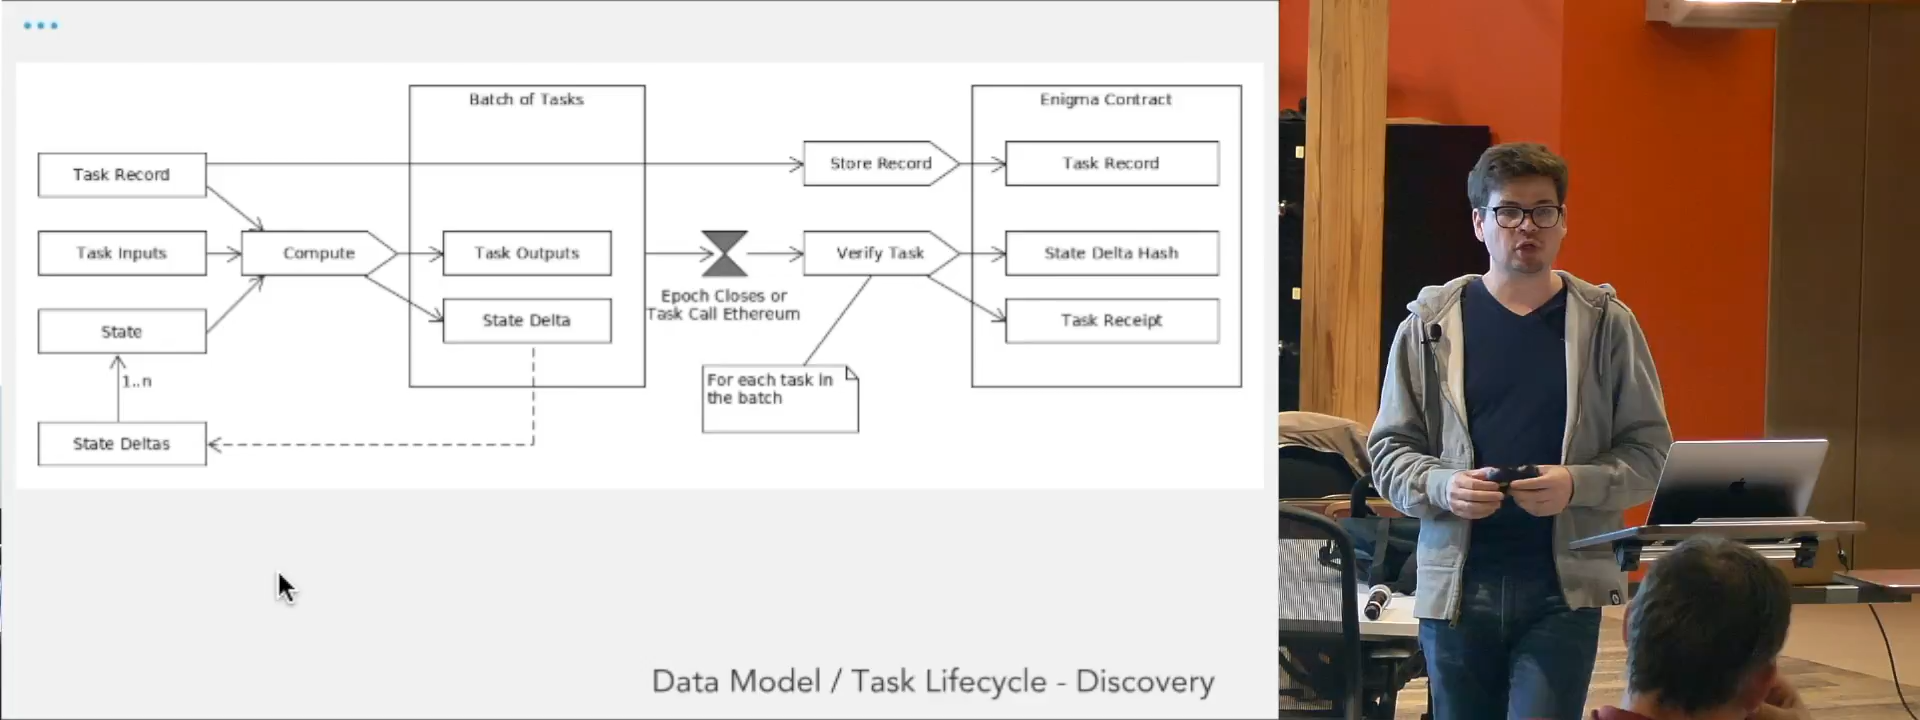 Batch of Tasks
Enigma Contract
Task Record
Store Record
Task Record
Task Inputs
Compute
Task Outputs
Verify Task
State Delta Hash
Epoch Closes or
Task Call Ethereum
State
State Delta
Task Receipt
1..n
For each task in
the batch
State Deltas
Data Model / Task Lifecycle - Discovery